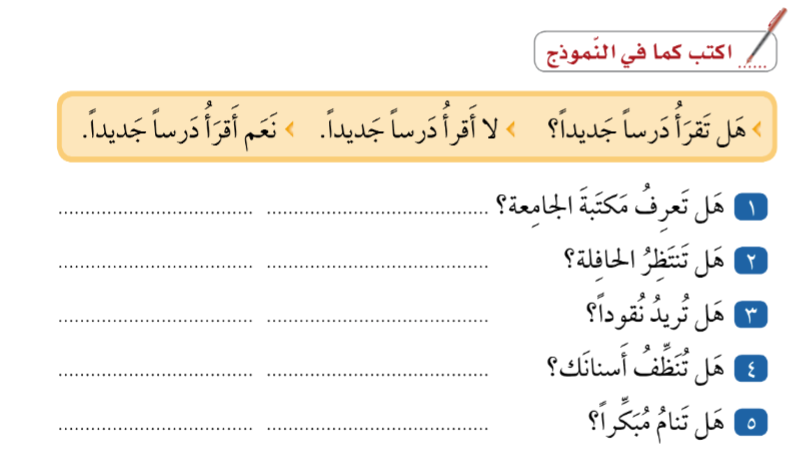 اكتب كما في النّموذج
هَل تَقرَأُ دَرساً جَديداً؟ لا أَقرأُ دَرساً جَديداً. نَعَم أَقرَأُ دَرساً جَديداً.
١ هَل تَعرِفُ مَكتَبةَ الجامِعة؟ ........................................ ....................................
٢ هَل تَنتَظِرُ الحافِلة؟ ........................................ ....................................
٣ هَل تُريدُ نُقوداً؟ ........................................ ....................................
٤ هَل تُنَظِّفُ أَسنانَك؟ ........................................ ....................................
٥ هَل تَنامُ مُبَكِّراً؟ ........................................ ....................................